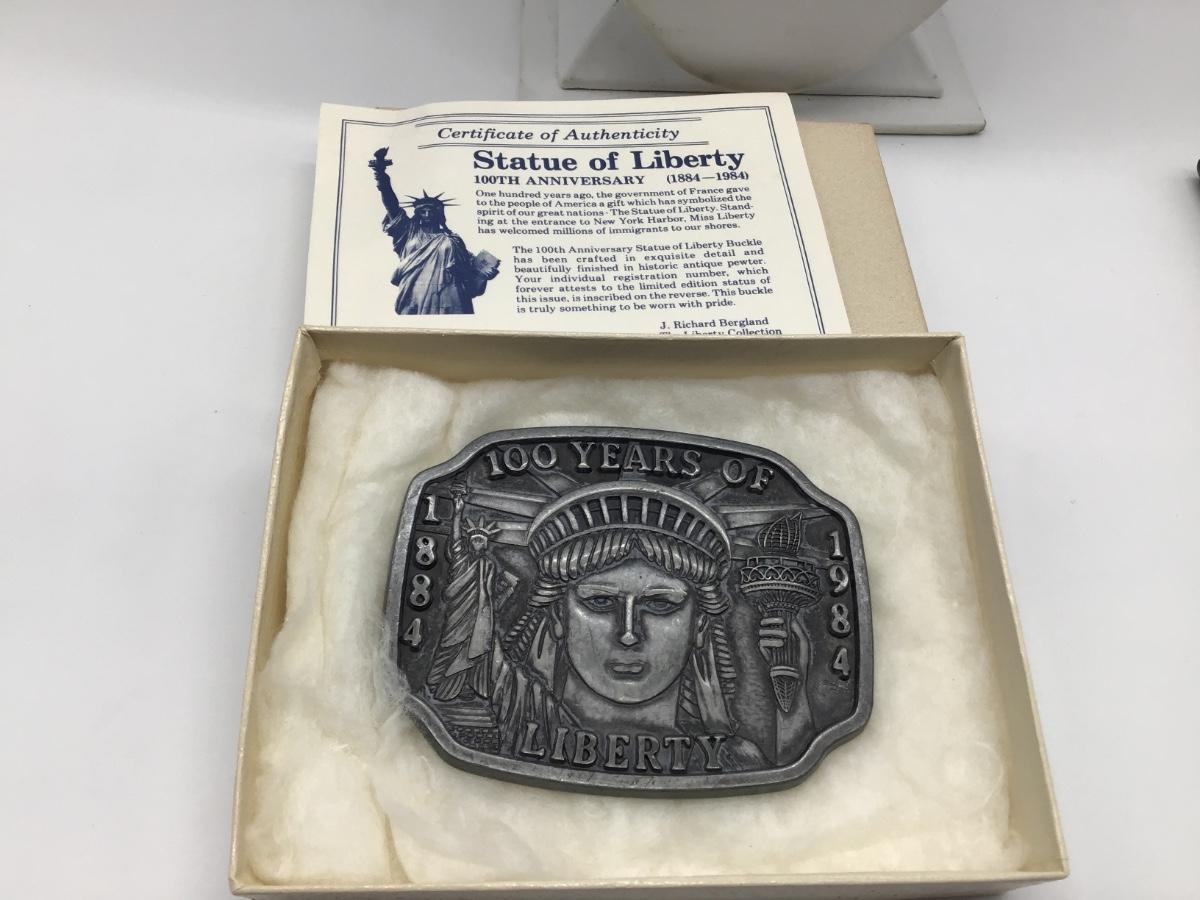 Certificate of Authenticity
Statue of Liberty
100TH ANNIVERSARY (1884—1984)
One hundred years ago, the government of France gave
to the people of America a gift which has symbolized the
spirit of our great nations - The Statue of Liberty. Stand-
ing at the entrance to New York Harbor, Miss Liberty
has welcomed millions of immigrants to our shores.
The 100th Anniversary Statue of Liberty Buckle
has been crafted in exquisite detail and
beautifully finished in historic antique pewter.
Your individual registration number, which
forever attests to the limited edition status of
this issue, is inscribed on the reverse. This buckle
is truly something to be worn with pride.
J. Richard Bergland
The Liberty Collection
100 YEARS OF
1884
1984
LIBERTY